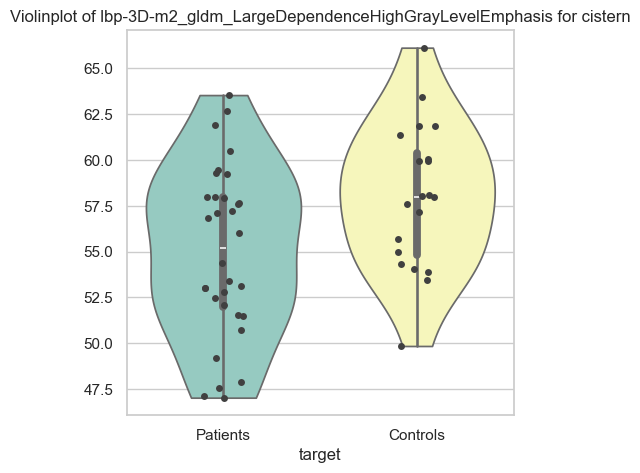 Violinplot of lbp-3D-m2_gldm_LargeDependenceHighGrayLevelEmphasis for cistern
65.0
62.5
60.0
57.5
55.0
52.5
50.0
47.5
Patients
Controls
target